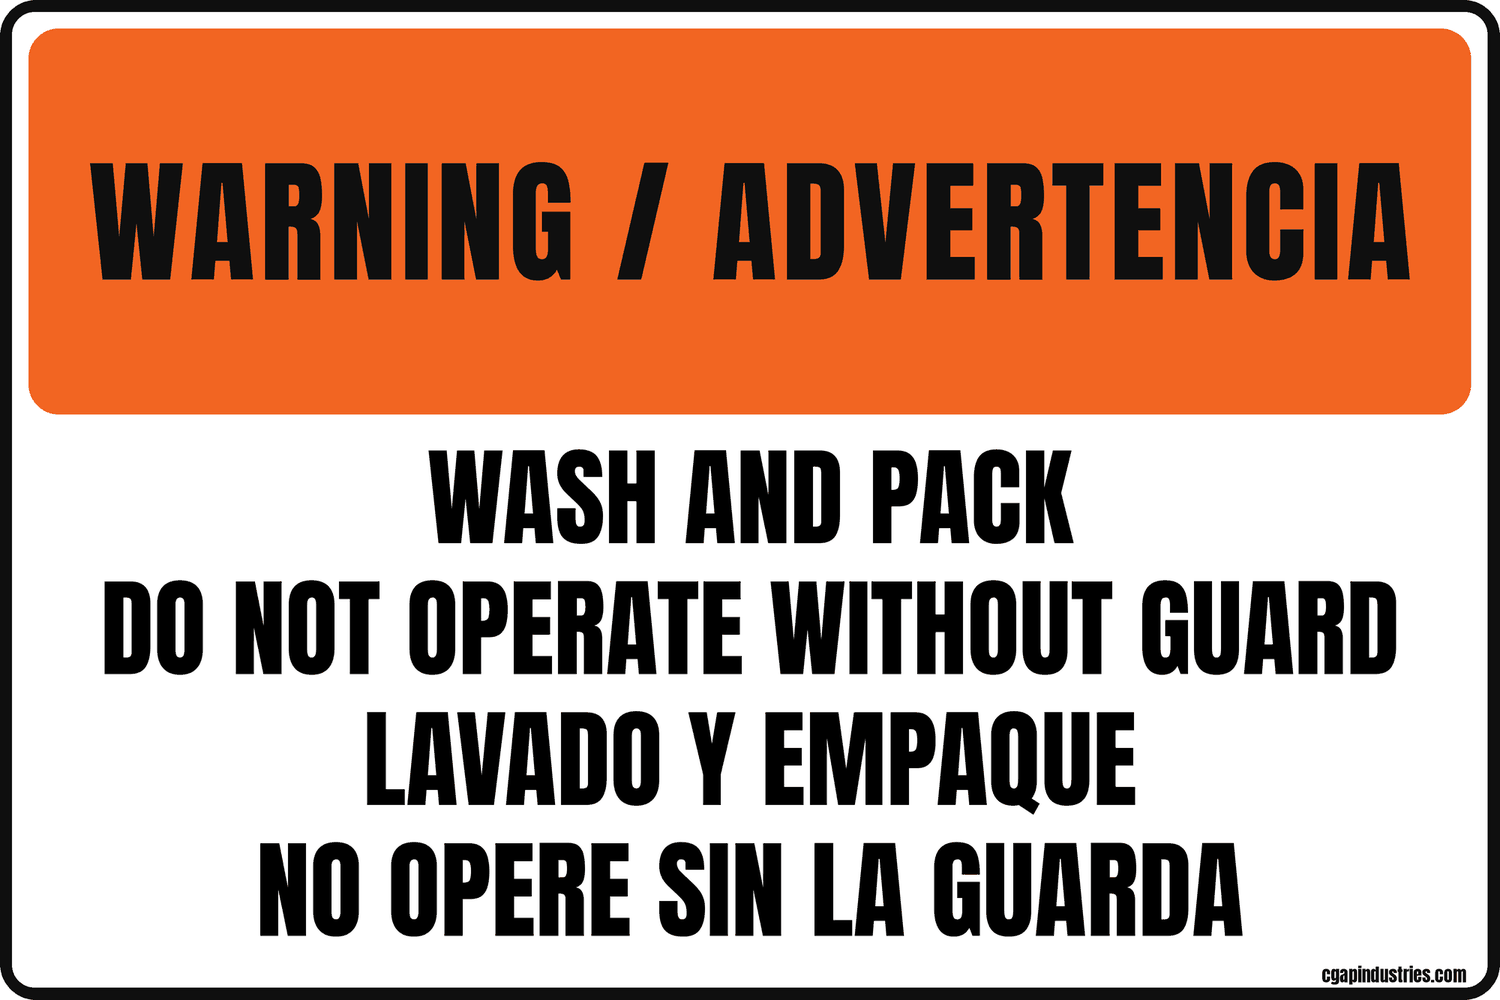 WARNING / ADVERTENCIA
WASH AND PACK
DO NOT OPERATE WITHOUT GUARD
LAVADO Y EMPAQUE
NO OPERE SIN LA GUARDA
cgapindustries.com